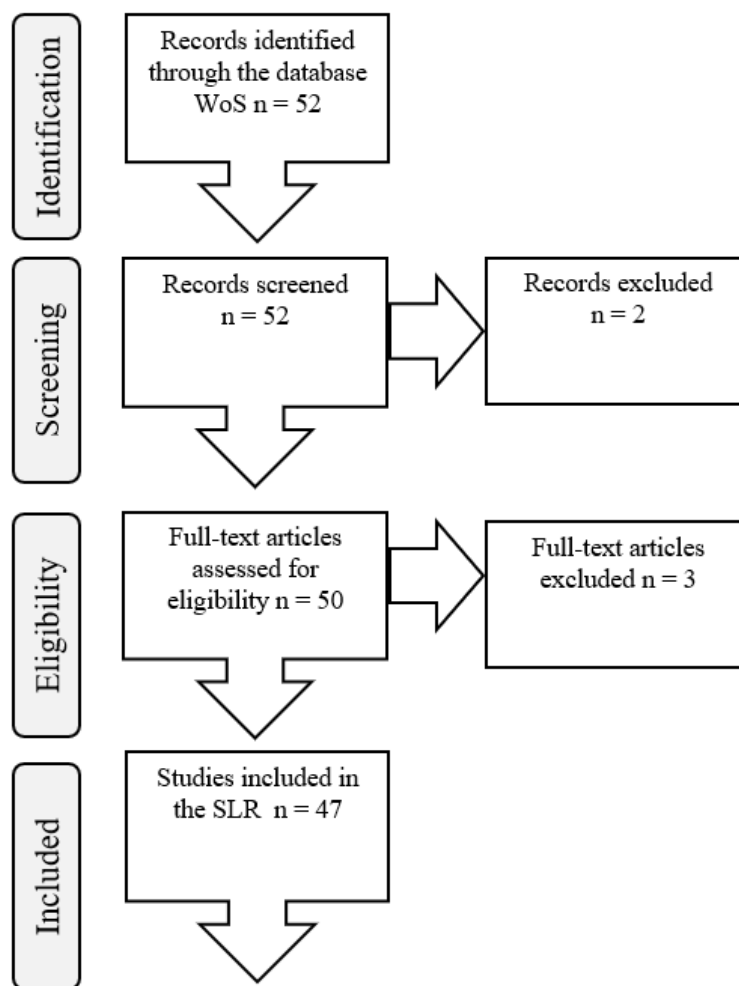 Identification
Records identified
through the database
WoS n = 52
Screening
Records screened
n = 52
Records excluded
n = 2
Eligibility
Full-text articles
assessed for
eligibility n = 50
Full-text articles
excluded n = 3
Included
Studies included in
the SLR n = 47